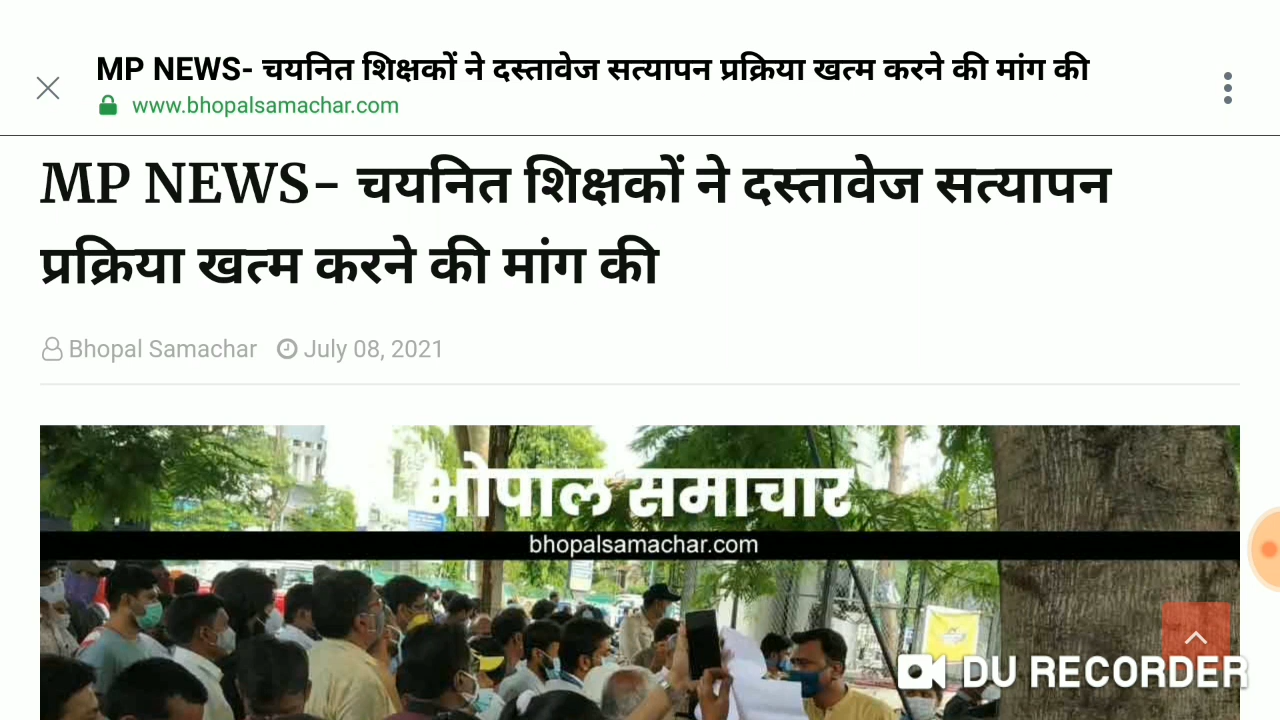 MP NEWS- चयनित शिक्षकों ने दस्तावेज सत्यापन प्रक्रिया खत्म करने की मांग की
www.bhopalsamachar.com
MP NEWS- चयनित शिक्षकों ने दस्तावेज सत्यापन
प्रक्रिया खत्म करने की मांग की
Bhopal Samachar July 08, 2021
भोपाल समाचार
bhopalsamachar.com
DU RECORDER